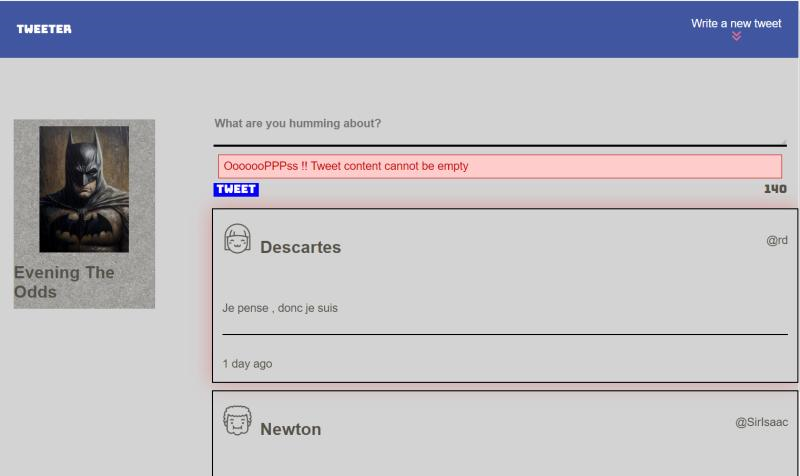 TWEETER
Write a new tweet
What are you humming about?
OoooooPPPss !! Tweet content cannot be empty
TWEET
140
Evening The
Odds
Descartes
@rd
Je pense , donc je suis
1 day ago
Newton
@SirIsaac